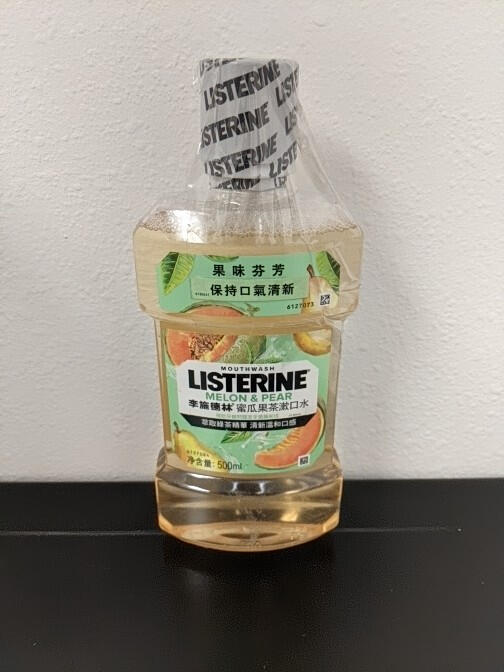 LISTERINE
LISTERINE
LISTERINE
果味芬芳
保持口氣清新
6127073
MOUTHWASH
LISTERINE
MELON & PEAR
李施德林 蜜瓜果茶漱口水
萃取綠茶精華 清新溫和口感
净含量: 500ml